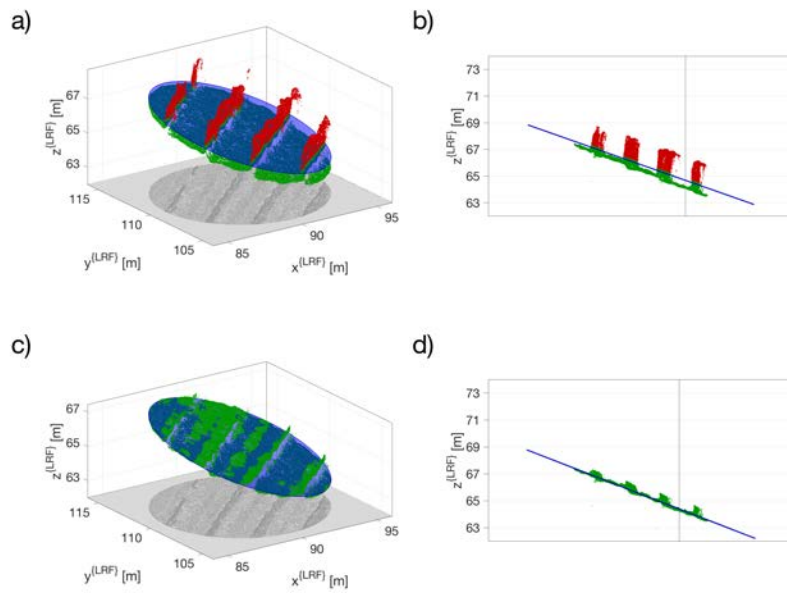 a)
67
65
63
z{LRF} [m]
115
110
105
y{LRF} [m]
85
90
95
x{LRF} [m]
b)
73
71
69
67
65
63
z{LRF} [m]
c)
67
65
63
z{LRF} [m]
115
110
105
y{LRF} [m]
85
90
95
x{LRF} [m]
d)
73
71
69
67
65
63
z{LRF} [m]